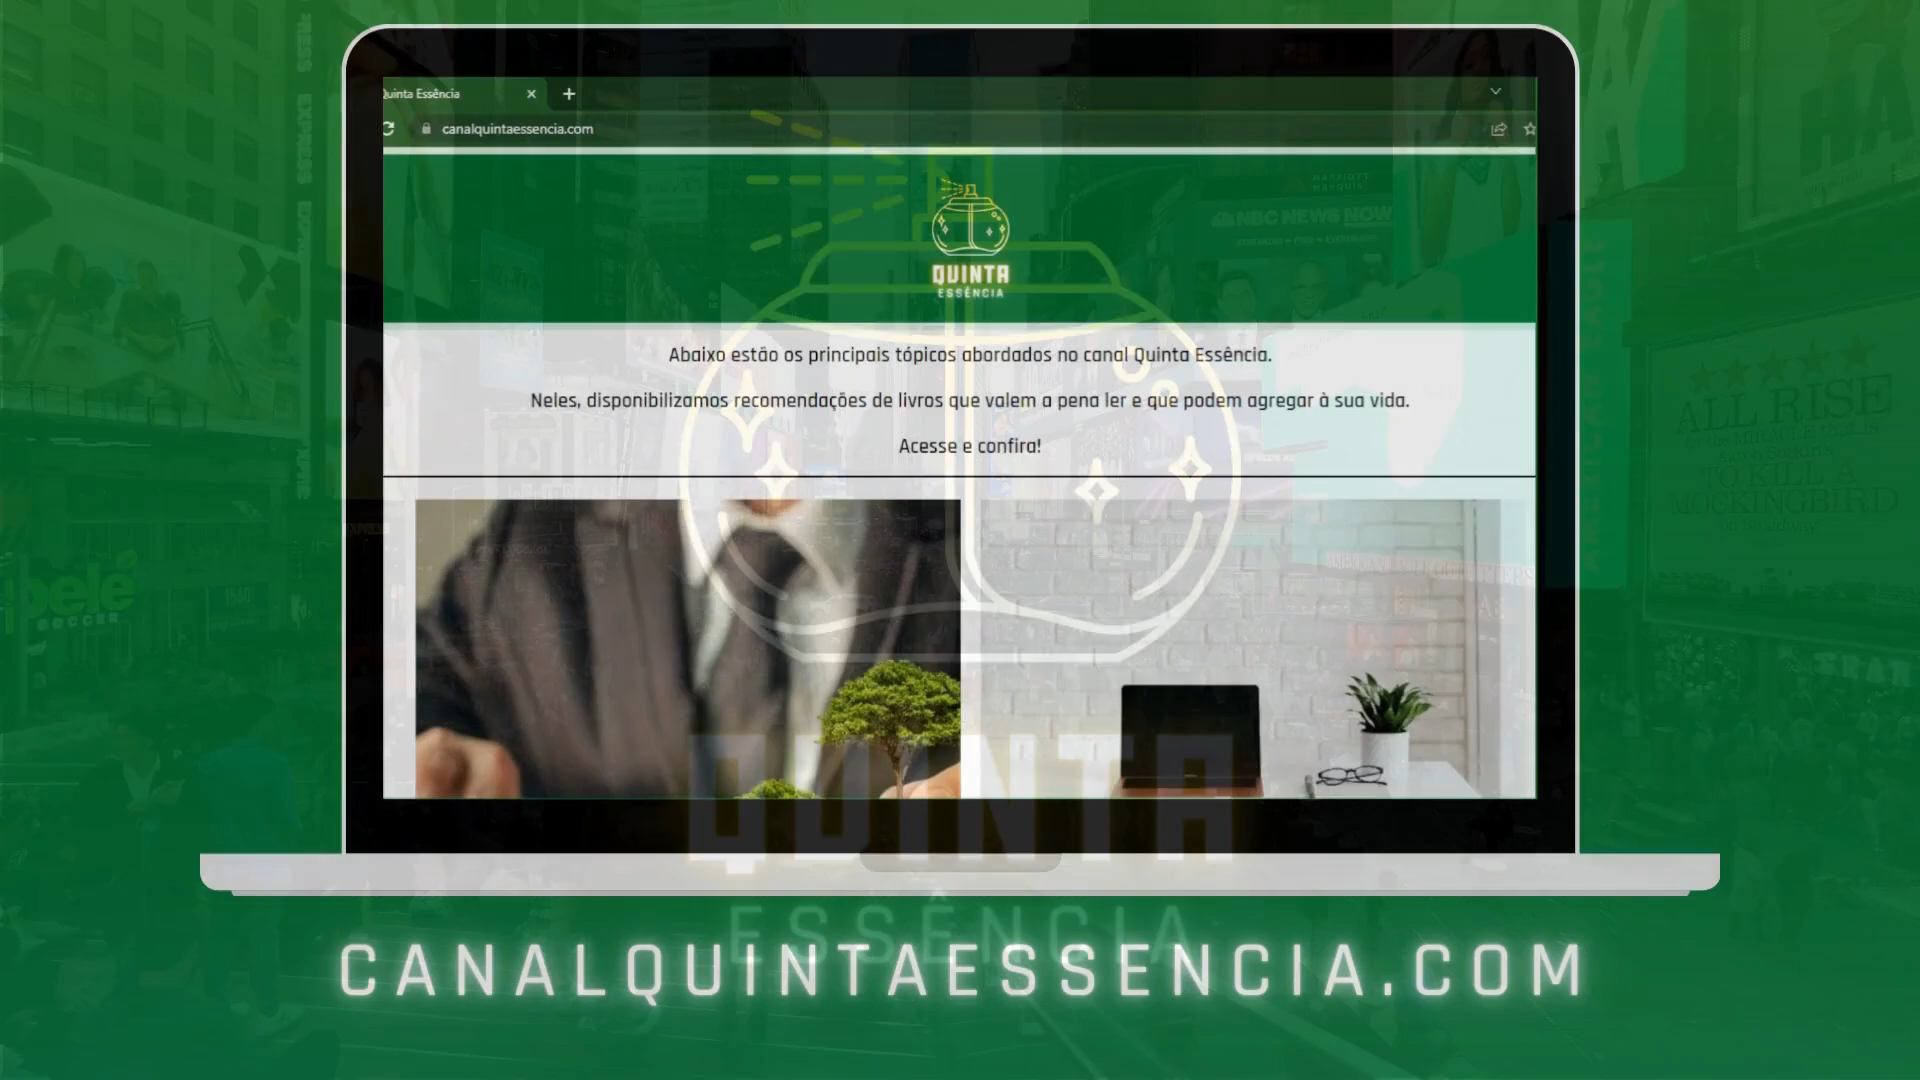 Quinta Essência
canalquintaessencia.com
QUINTA
ESSÊNCIA
NBC NEWS NOW
Abaixo estão os principais tópicos abordados no canal Quinta Essência.
Neles, disponibilizamos recomendações de livros que valem a pena ler e que podem agregar à sua vida.
Acesse e confira!
ALL RISE
TO KILL A
MOCKINGBIRD
on Broadway
pelé
SOCCER
QUINTA
ESSÊNCIA
CANALQUINTAESSENCIA.COM